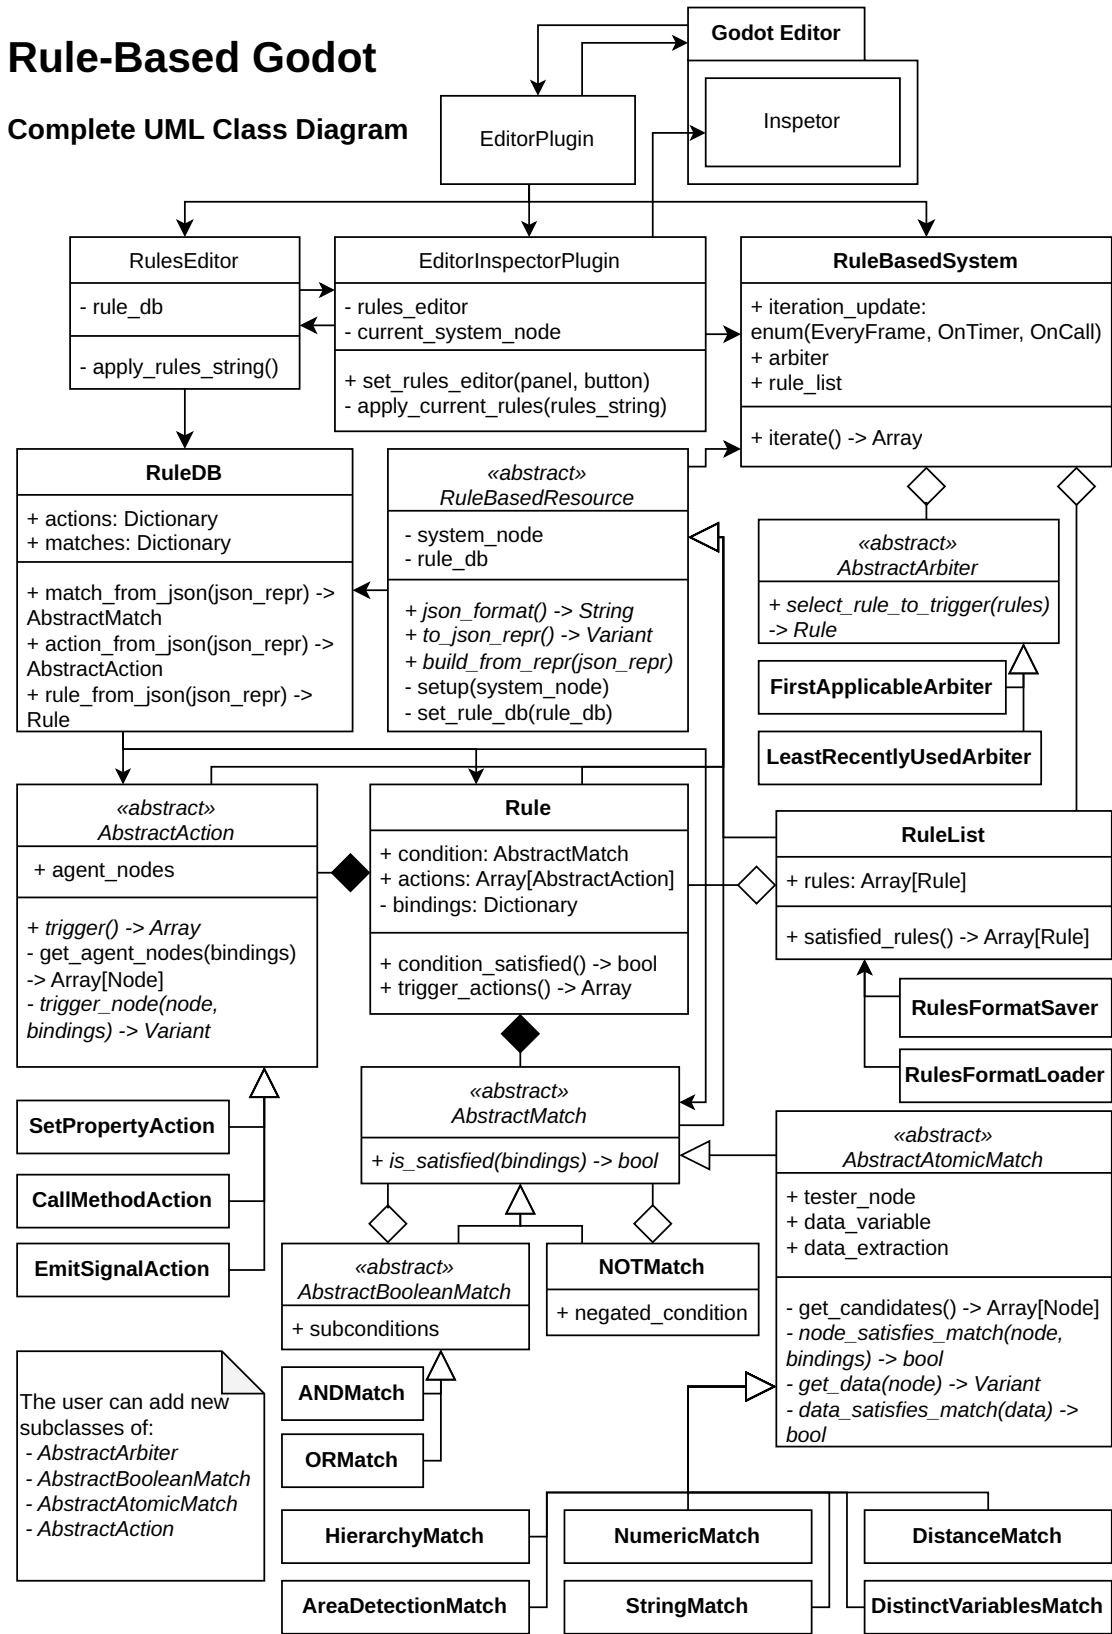 Rule-Based Godot
Complete UML Class Diagram
Godot Editor
Inspetor
EditorPlugin
RulesEditor
- rule_db
- apply_rules_string()
EditorInspectorPlugin
- rules_editor
- current_system_node
+ set_rules_editor(panel, button)
- apply_current_rules(rules_string)
RuleBasedSystem
+ iteration_update:
enum(EveryFrame, OnTimer, OnCall)
+ arbiter
+ rule_list
+ iterate() -> Array
RuleDB
+ actions: Dictionary
+ matches: Dictionary
+ match_from_json(json_repr) ->
AbstractMatch
+ action_from_json(json_repr) ->
AbstractAction
+ rule_from_json(json_repr) ->
Rule
«abstract»
RuleBasedResource
- system_node
- rule_db
+ json_format() -> String
+ to_json_repr() -> Variant
+ build_from_repr(json_repr)
- setup(system_node)
- set_rule_db(rule_db)
«abstract»
AbstractArbiter
+ select_rule_to_trigger(rules)
-> Rule
FirstApplicableArbiter
LeastRecentlyUsedArbiter
«abstract»
AbstractAction
+ agent_nodes
+ trigger() -> Array
- get_agent_nodes(bindings)
-> Array[Node]
- trigger_node(node,
bindings) -> Variant
Rule
+ condition: AbstractMatch
+ actions: Array[AbstractAction]
- bindings: Dictionary
+ condition_satisfied() -> bool
+ trigger_actions() -> Array
RuleList
+ rules: Array[Rule]
+ satisfied_rules() -> Array[Rule]
RulesFormatSaver
RulesFormatLoader
SetPropertyAction
CallMethodAction
EmitSignalAction
«abstract»
AbstractMatch
+ is_satisfied(bindings) -> bool
«abstract»
AbstractAtomicMatch
+ tester_node
+ data_variable
+ data_extraction
- get_candidates() -> Array[Node]
- node_satisfies_match(node,
bindings) -> bool
- get_data(node) -> Variant
- data_satisfies_match(data) ->
bool
«abstract»
AbstractBooleanMatch
+ subconditions
NOTMatch
+ negated_condition
ANDMatch
ORMatch
The user can add new
subclasses of:
- AbstractArbiter
- AbstractBooleanMatch
- AbstractAtomicMatch
- AbstractAction
HierarchyMatch
NumericMatch
DistanceMatch
AreaDetectionMatch
StringMatch
DistinctVariablesMatch